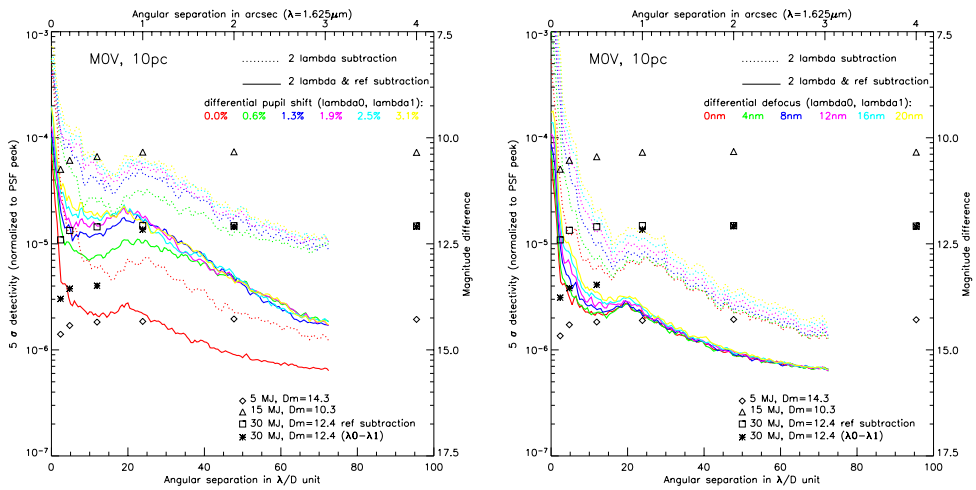 Angular separation in arcsec (λ=1.625μm)
0 1 2 3 4
10⁻³
10⁻⁴
10⁻⁵
10⁻⁶
10⁻⁷
5 σ detectivity (normalized to PSF peak)
M0V, 10pc
2 lambda subtraction
2 lambda & ref subtraction
differential pupil shift (lambda0, lambda1):
0.0% 0.6% 1.3% 1.9% 2.5% 3.1%
5 MJ, Dm=14.3
15 MJ, Dm=10.3
30 MJ, Dm=12.4 ref subtraction
30 MJ, Dm=12.4 (λ0−λ1)
7.5
10.0
12.5
15.0
17.5
Magnitude difference
0 20 40 60 80 100
Angular separation in λ/D unit
Angular separation in arcsec (λ=1.625μm)
0 1 2 3 4
10⁻³
10⁻⁴
10⁻⁵
10⁻⁶
10⁻⁷
5 σ detectivity (normalized to PSF peak)
M0V, 10pc
2 lambda subtraction
2 lambda & ref subtraction
differential defocus (lambda0, lambda1):
0nm 4nm 8nm 12nm 16nm 20nm
5 MJ, Dm=14.3
15 MJ, Dm=10.3
30 MJ, Dm=12.4 ref subtraction
30 MJ, Dm=12.4 (λ0−λ1)
7.5
10.0
12.5
15.0
17.5
Magnitude difference
0 20 40 60 80 100
Angular separation in λ/D unit